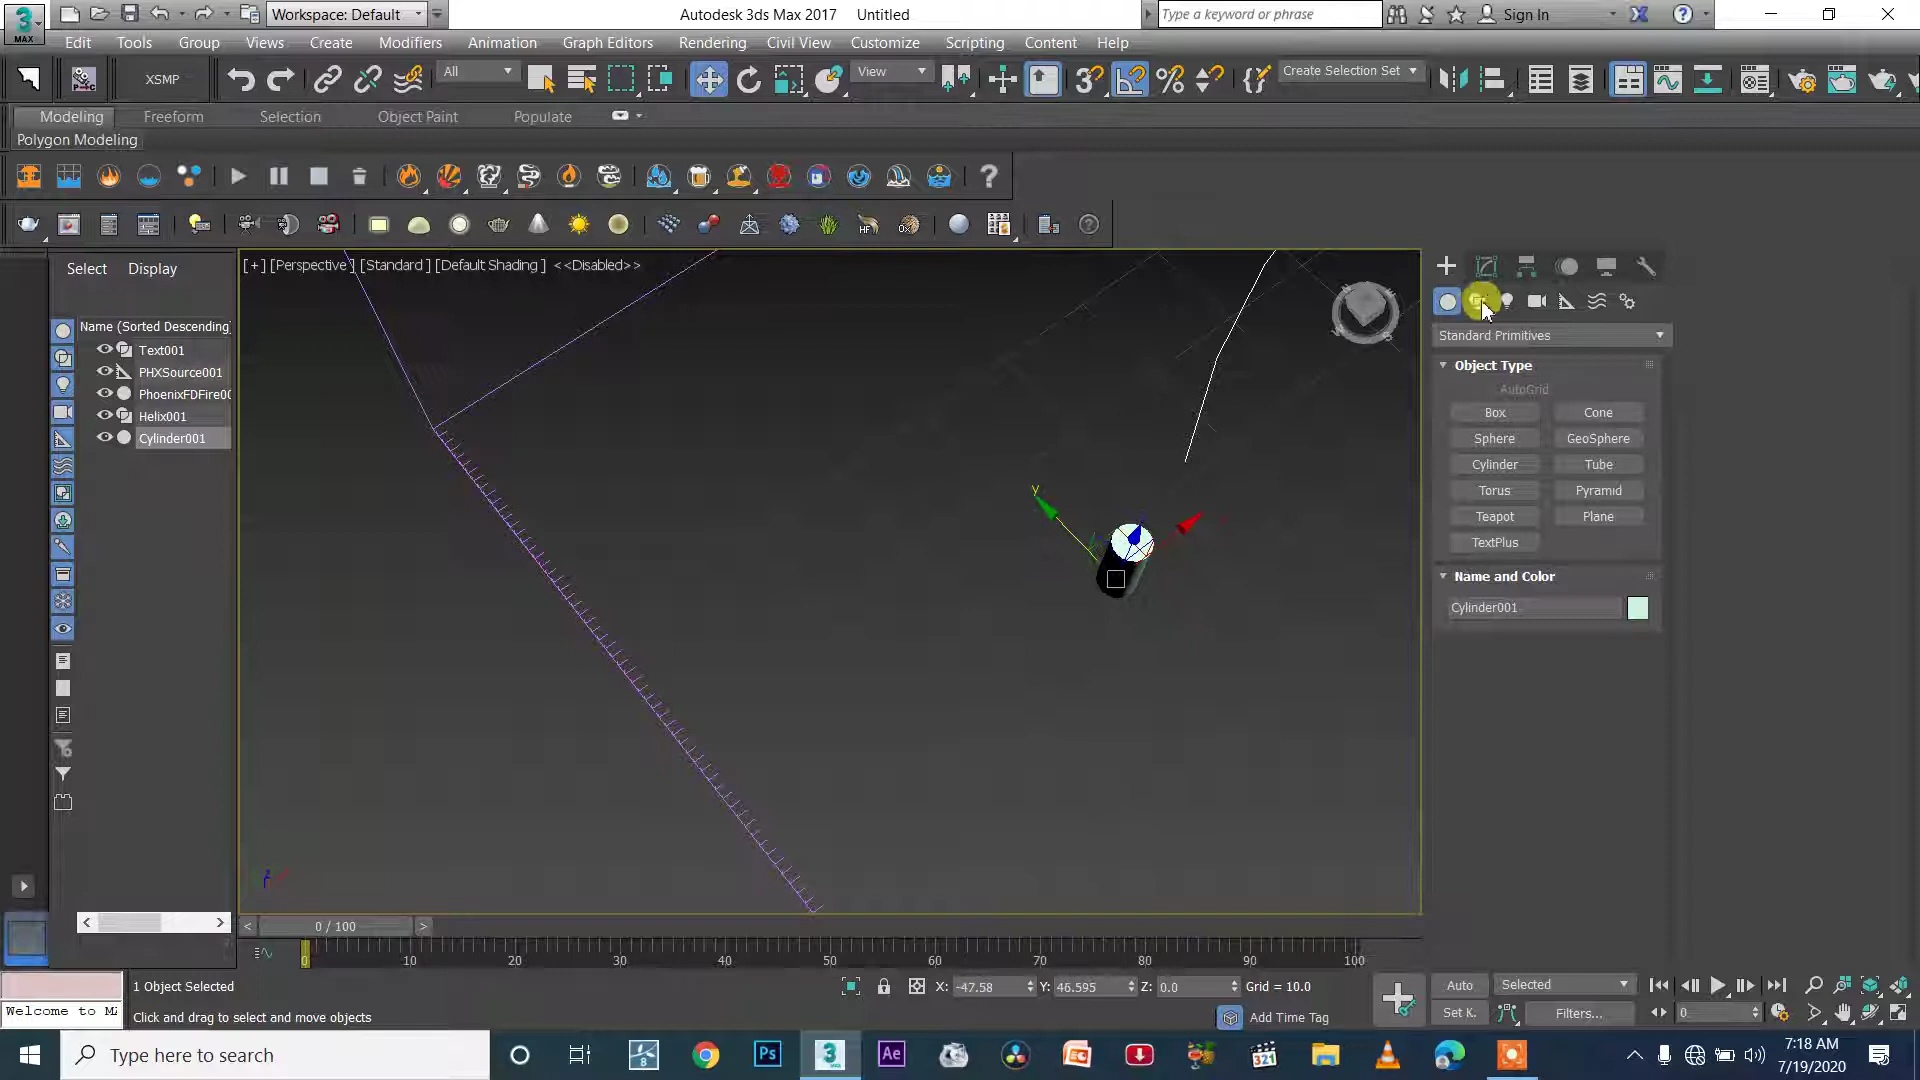 3
MAX
Workspace: Default
Autodesk 3ds Max 2017 Untitled
Type a keyword or phrase
Sign In
Edit Tools Group Views Create Modifiers Animation Graph Editors Rendering Civil View Customize Scripting Content Help
XSMP
All
View
Create Selection Set
Modeling Freeform Selection Object Paint Populate
Polygon Modeling
Select Display
[+] [Perspective] [Standard] [Default Shading] <<Disabled>>
Name (Sorted Descending)
Text001
PHXSource001
PhoenixFDFire00
Helix001
Cylinder001
Standard Primitives
Object Type
AutoGrid
Box Cone
Sphere GeoSphere
Cylinder Tube
Torus Pyramid
Teapot Plane
TextPlus
Name and Color
Cylinder001
y
0 / 100
0 10 20 30 40 50 60 70 80 90 100
1 Object Selected
X: -47.58 Y: 46.595 Z: 0.0 Grid = 10.0
Auto Selected
Welcome to MA
Click and drag to select and move objects
Add Time Tag
Set K. Filters... 0
Type here to search
7:18 AM
7/19/2020